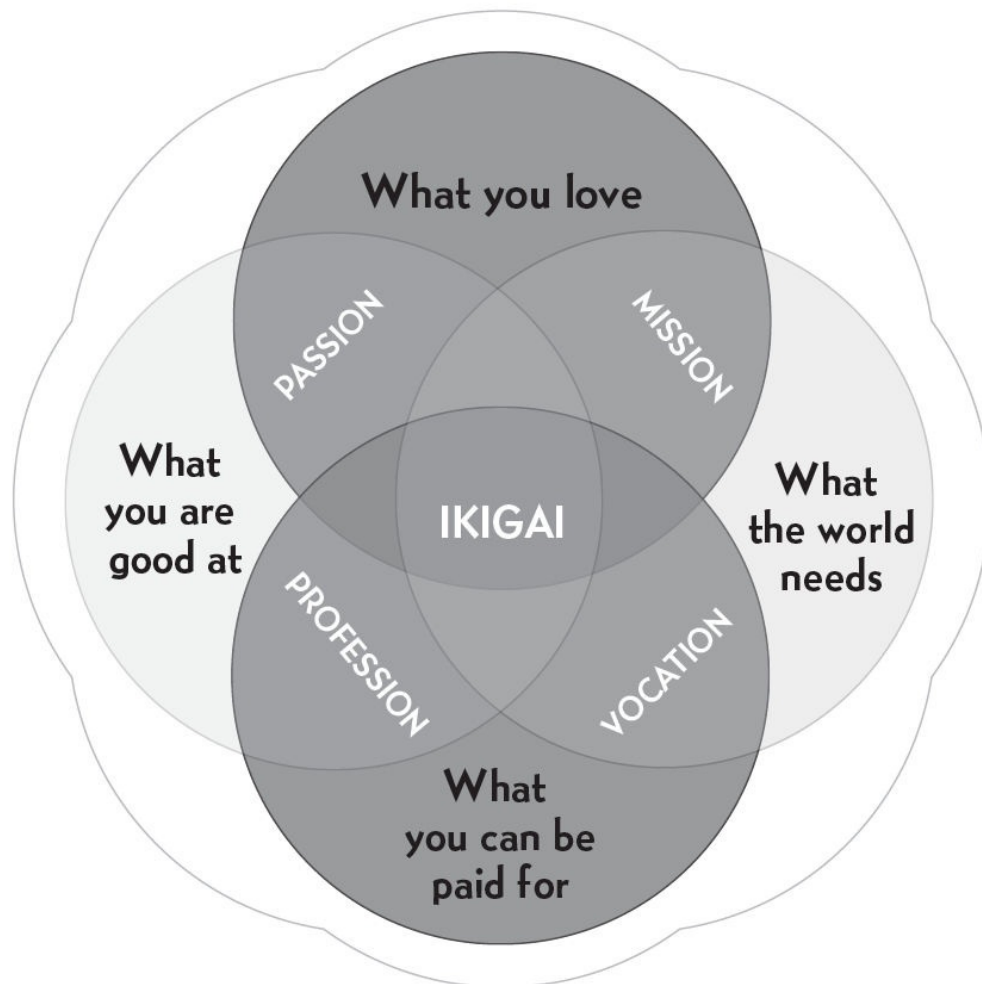 What you love
PASSION
MISSION
What
you are
good at
IKIGAI
What
the world
needs
PROFESSION
VOCATION
What
you can be
paid for